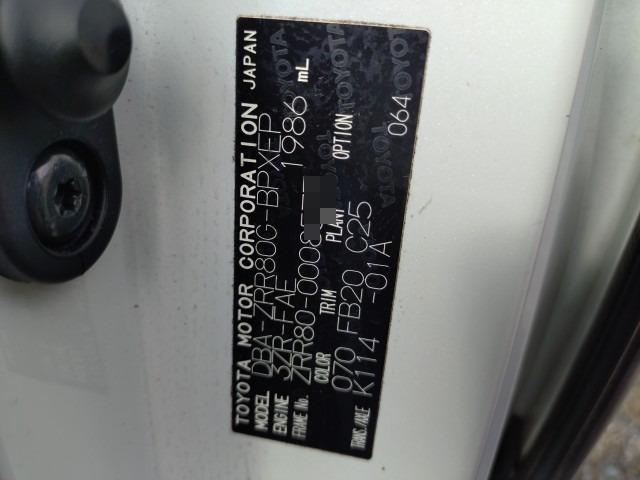 TOYOTA MOTOR CORPORATION JAPAN
MODEL DBA-ZRR80G-BPXEP
ENGINE 3ZR-FAE 1986 mL
FRAME No. ZRR80-0008
COLOR TRIM PLANT OPTION
070 FB20 C25 064
TRANS./AXLE K114 -01A